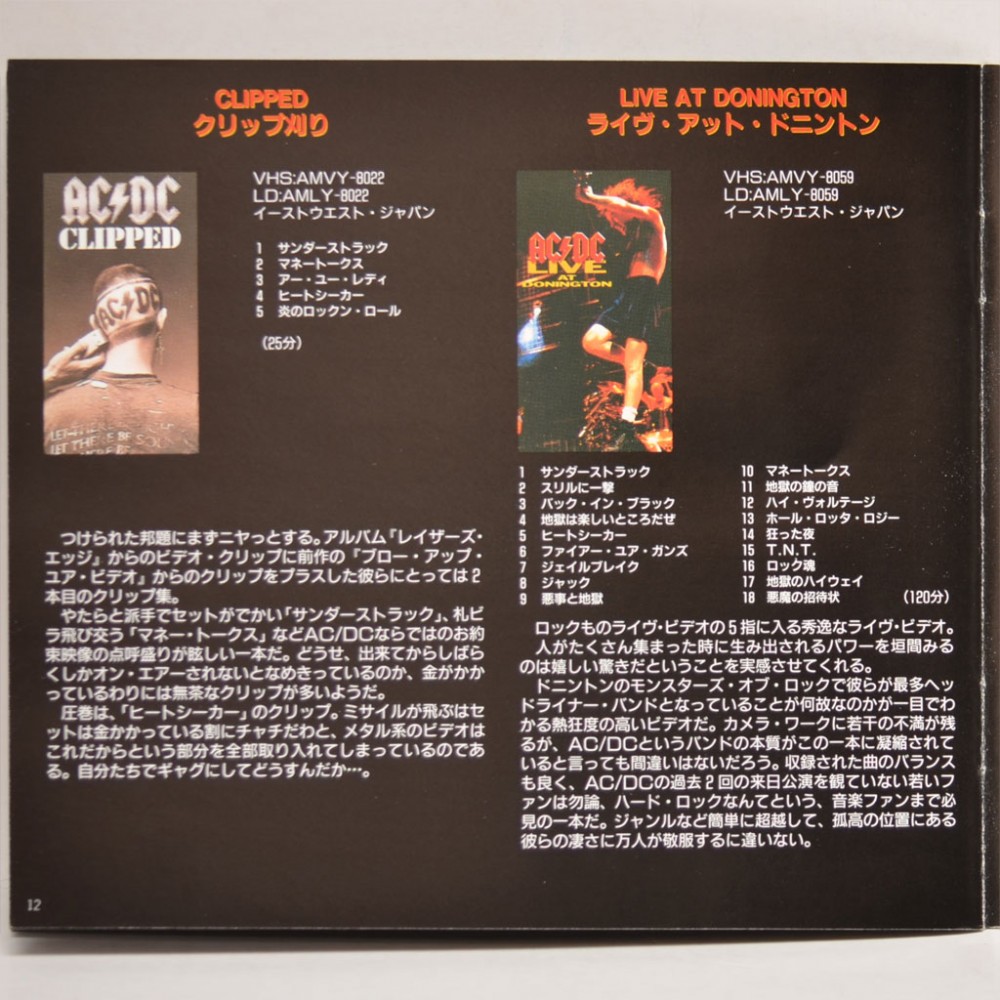 CLIPPED
クリップ刈り
AC/DC
CLIPPED
AC/DC
VHS:AMVY-8022
LD:AMLY-8022
イーストウエスト・ジャパン
1 サンダーストラック
2 マネートークス
3 アー・ユー・レディ
4 ヒートシーカー
5 炎のロックン・ロール
(25分)
つけられた邦題にまずニヤっとする。アルバム「レイザーズ・
エッジ」からのビデオ・クリップに前作の「ブロー・アップ・
ユア・ビデオ」からのクリップをプラスした彼らにとっては2
本目のクリップ集。
やたらと派手でセットがでかい「サンダーストラック」、札ビ
ラ飛び交う「マネー・トークス」などAC/DCならではのお約
束映像の点呼盛りが眩しい一本だ。どうせ、出来てからしばら
くしかオン・エアーされないとなめきっているのか、金がかか
っているわりには無茶なクリップが多いようだ。
圧巻は、「ヒートシーカー」のクリップ。ミサイルが飛ぶはセ
ットは金かかっている割にチャチだわと、メタル系のビデオは
これだからという部分を全部取り入れてしまっているのであ
る。自分たちでギャグにしてどうすんだか…。
12
LIVE AT DONINGTON
ライヴ・アット・ドニントン
AC/DC
LIVE
AT
DONINGTON
VHS:AMVY-8059
LD:AMLY-8059
イーストウエスト・ジャパン
1 サンダーストラック
2 スリルに一撃
3 バック・イン・ブラック
4 地獄は楽しいところだぜ
5 ヒートシーカー
6 ファイアー・ユア・ガンズ
7 ジェイルブレイク
8 ジャック
9 悪事と地獄
10 マネートークス
11 地獄の鐘の音
12 ハイ・ヴォルテージ
13 ホール・ロッタ・ロジー
14 狂った夜
15 T.N.T.
16 ロック魂
17 地獄のハイウェイ
18 悪魔の招待状 (120分)
ロックものライヴ・ビデオの5指に入る秀逸なライヴ・ビデオ。
人がたくさん集まった時に生み出されるパワーを垣間みる
のは嬉しい驚きだということを実感させてくれる。
ドニントンのモンスターズ・オブ・ロックで彼らが最多ヘッ
ドライナー・バンドとなっていることが何故なのかが一目でわ
かる熱狂度の高いビデオだ。カメラ・ワークに若干の不満が残
るが、AC/DCというバンドの本質がこの一本に凝縮されて
いると言っても間違いはないだろう。収録された曲のバランス
も良く、AC/DCの過去2回の来日公演を観ていない若いフ
ァンは勿論、ハード・ロックなんてという、音楽ファンまで必
見の一本だ。ジャンルなど簡単に超越して、孤高の位置にある
彼らの凄さに万人が敬服するに違いない。